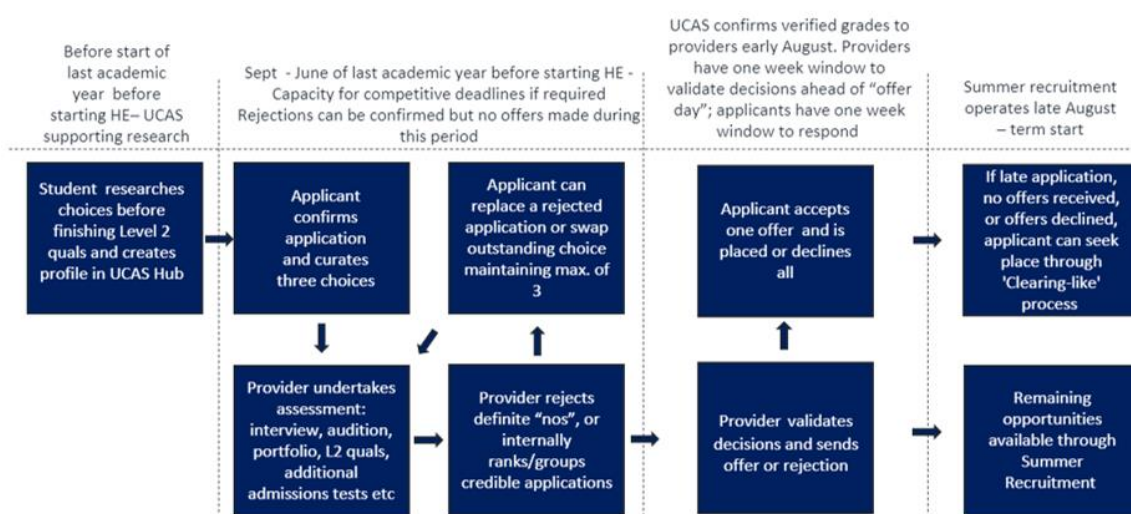 Before start of
last academic
year before
starting HE– UCAS
supporting research
Sept - June of last academic year before starting HE -
Capacity for competitive deadlines if required
Rejections can be confirmed but no offers made during
this period
UCAS confirms verified grades to
providers early August. Providers
have one week window to
validate decisions ahead of “offer
day”; applicants have one week
window to respond
Summer recruitment
operates late August
– term start
Student researches
choices before
finishing Level 2
quals and creates
profile in UCAS Hub
Applicant
confirms
application
and curates
three choices
Applicant can
replace a rejected
application or swap
outstanding choice
maintaining max. of
3
Applicant accepts
one offer and is
placed or declines
all
If late application,
no offers received,
or offers declined,
applicant can seek
place through
'Clearing-like'
process
Provider undertakes
assessment:
interview, audition,
portfolio, L2 quals,
additional
admissions tests etc
Provider rejects
definite “nos”, or
internally
ranks/groups
credible applications
Provider validates
decisions and sends
offer or rejection
Remaining
opportunities
available through
Summer
Recruitment